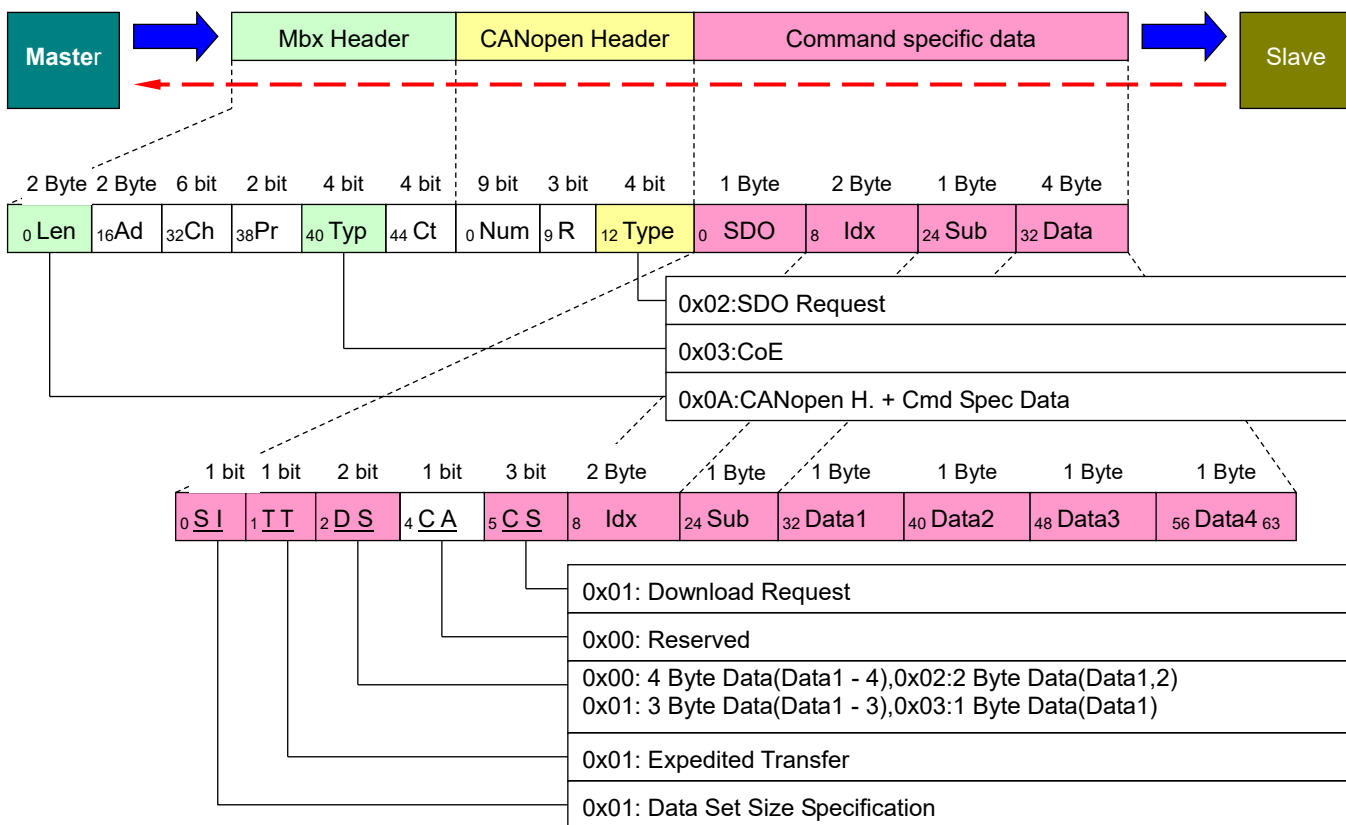 Master
Mbx Header
CANopen Header
Command specific data
Slave
2 Byte 2 Byte 6 bit 2 bit 4 bit 4 bit 9 bit 3 bit 4 bit 1 Byte 2 Byte 1 Byte 4 Byte
0 Len 16Ad 32Ch 38Pr 40 Typ 44 Ct 0 Num 9 R 12 Type 0 SDO 8 Idx 24 Sub 32 Data
0x02:SDO Request
0x03:CoE
0x0A:CANopen H. + Cmd Spec Data
1 bit 1 bit 2 bit 1 bit 3 bit 2 Byte 1 Byte 1 Byte 1 Byte 1 Byte 1 Byte
0 S I 1 T T 2 D S 4 C A 5 C S 8 Idx 24 Sub 32 Data1 40 Data2 48 Data3 56 Data4 63
0x01: Download Request
0x00: Reserved
0x00: 4 Byte Data(Data1 - 4),0x02:2 Byte Data(Data1,2)
0x01: 3 Byte Data(Data1 - 3),0x03:1 Byte Data(Data1)
0x01: Expedited Transfer
0x01: Data Set Size Specification